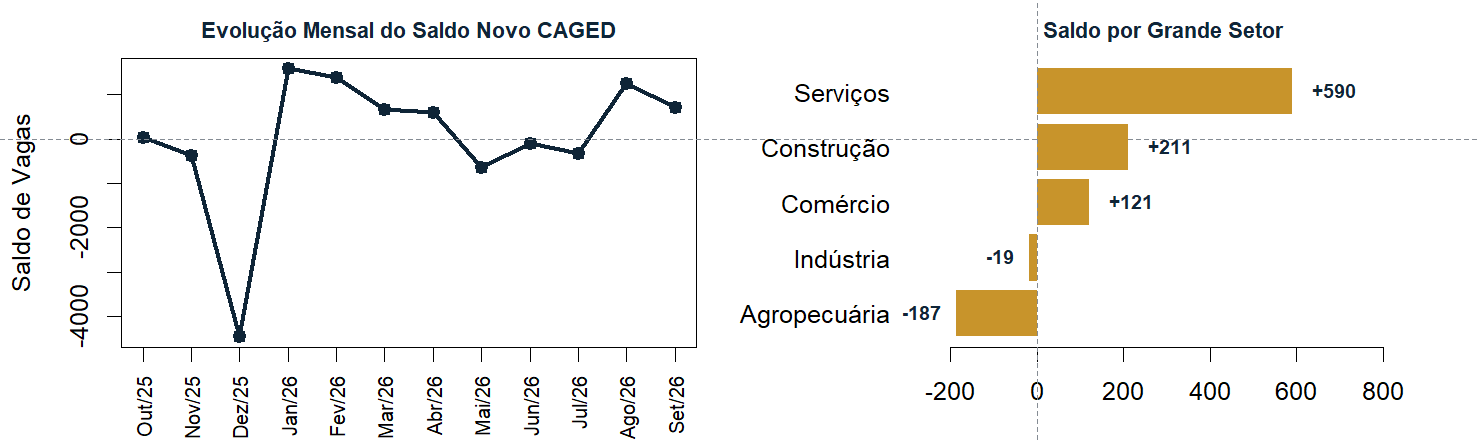 Evolução Mensal do Saldo Novo CAGED
Saldo de Vagas
0
-2000
-4000
Out/25
Nov/25
Dez/25
Jan/26
Fev/26
Mar/26
Abr/26
Mai/26
Jun/26
Jul/26
Ago/26
Set/26
Saldo por Grande Setor
Serviços +590
Construção +211
Comércio +121
Indústria -19
Agropecuária -187
-200 0 200 400 600 800